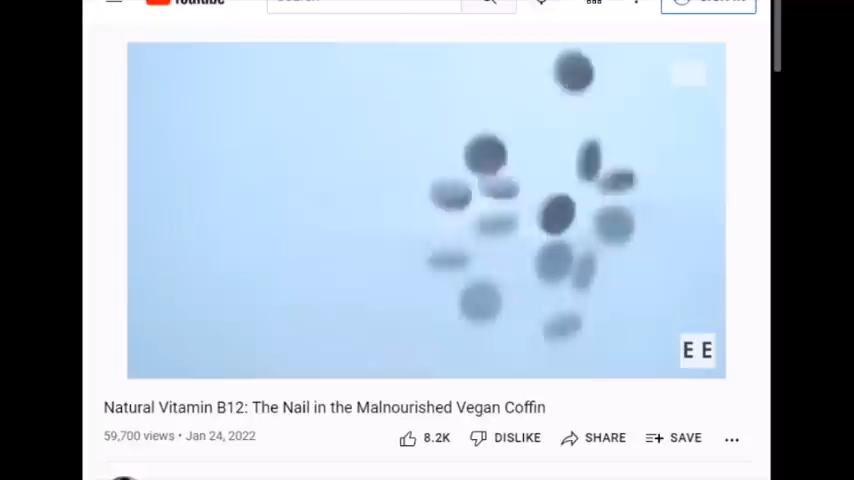 E E
Natural Vitamin B12: The Nail in the Malnourished Vegan Coffin
59,700 views • Jan 24, 2022
8.2K DISLIKE SHARE SAVE